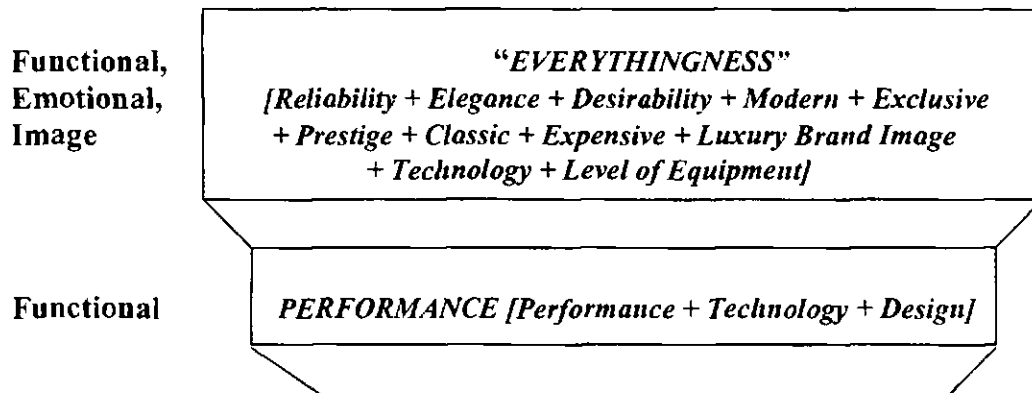 Functional,
Emotional,
Image
“EVERYTHINGNESS”
[Reliability + Elegance + Desirability + Modern + Exclusive
+ Prestige + Classic + Expensive + Luxury Brand Image
+ Technology + Level of Equipment]
Functional
PERFORMANCE [Performance + Technology + Design]